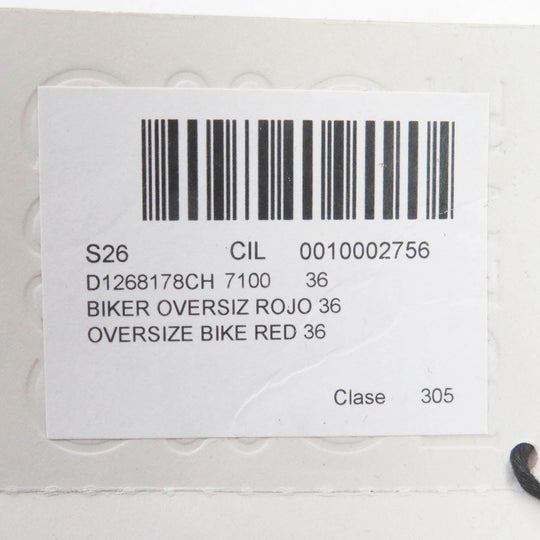 S26 CIL 0010002756
D1268178CH 7100 36
BIKER OVERSIZ ROJO 36
OVERSIZE BIKE RED 36
Clase 305